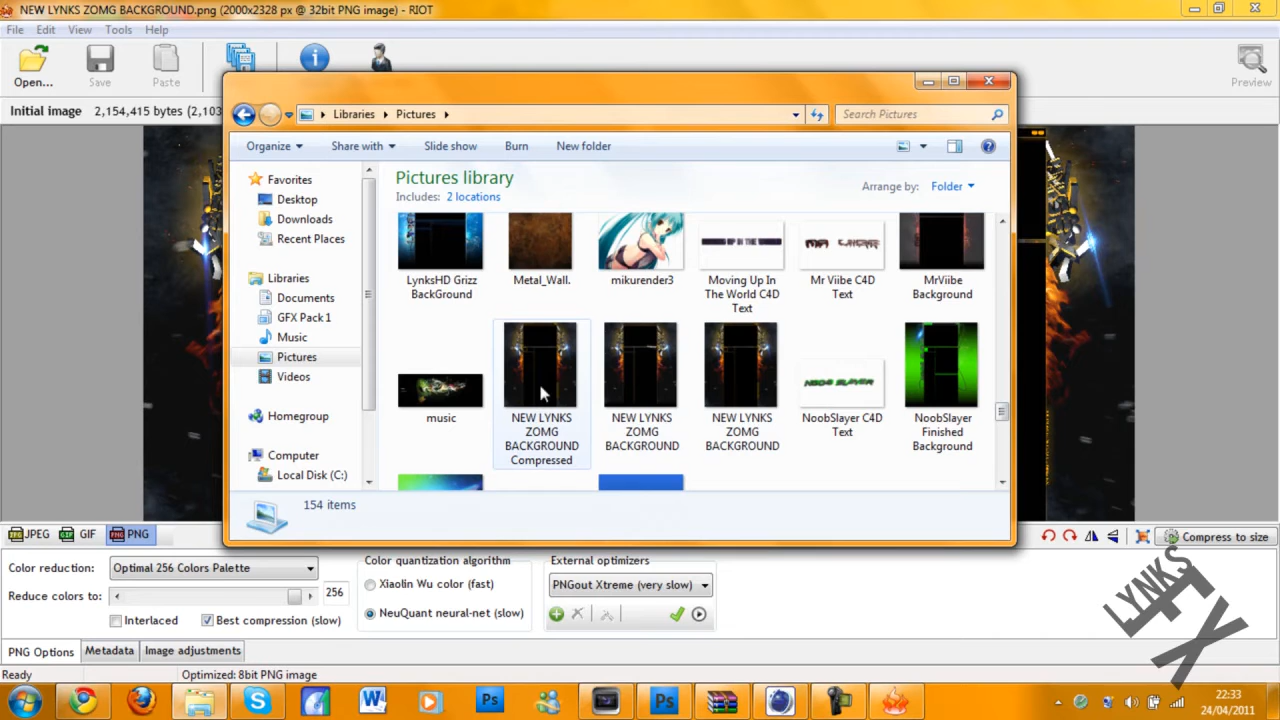 NEW LYNKS ZOMG BACKGROUND.png (2000x2328 px @ 32bit PNG image) - RIOT
File Edit View Tools Help
Open... Save Paste Preview
Initial image 2,154,415 bytes (2,103
Libraries Pictures
Search Pictures
Organize Share with Slide show Burn New folder
Favorites
Desktop
Downloads
Recent Places
Libraries
Documents
GFX Pack 1
Music
Pictures
Videos
Homegroup
Computer
Local Disk (C:)
Pictures library
Includes: 2 locations
Arrange by: Folder
LynksHD Grizz BackGround
Metal_Wall.
mikurender3
Moving Up In The World C4D Text
Mr Viibe C4D Text
MrViibe Background
music
NEW LYNKS ZOMG BACKGROUND Compressed
NEW LYNKS ZOMG BACKGROUND
NEW LYNKS ZOMG BACKGROUND
NoobSlayer C4D Text
NoobSlayer Finished Background
154 items
JPEG GIF PNG
Compress to size
Color reduction: Optimal 256 Colors Palette
Reduce colors to: 256
Interlaced Best compression (slow)
Color quantization algorithm
Xiaolin Wu color (fast)
NeuQuant neural-net (slow)
External optimizers
PNGout Xtreme (very slow)
PNG Options Metadata Image adjustments
Ready Optimized: 8bit PNG image
LYNKS FX
22:33
24/04/2011